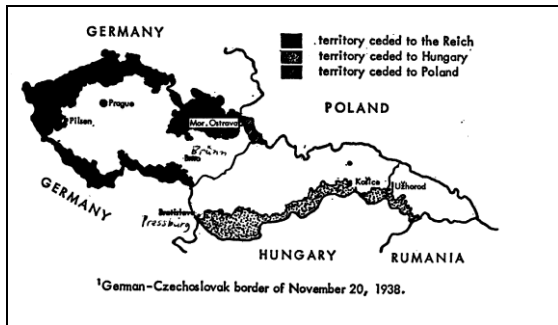 GERMANY
territory ceded to the Reich
territory ceded to Hungary
territory ceded to Poland
POLAND
Prague
Pilsen
Mor. Ostrava
Brünn
Brno
GERMANY
Košice
Užhorod
Bratislava
Pressburg
HUNGARY
RUMANIA
¹German-Czechoslovak border of November 20, 1938.